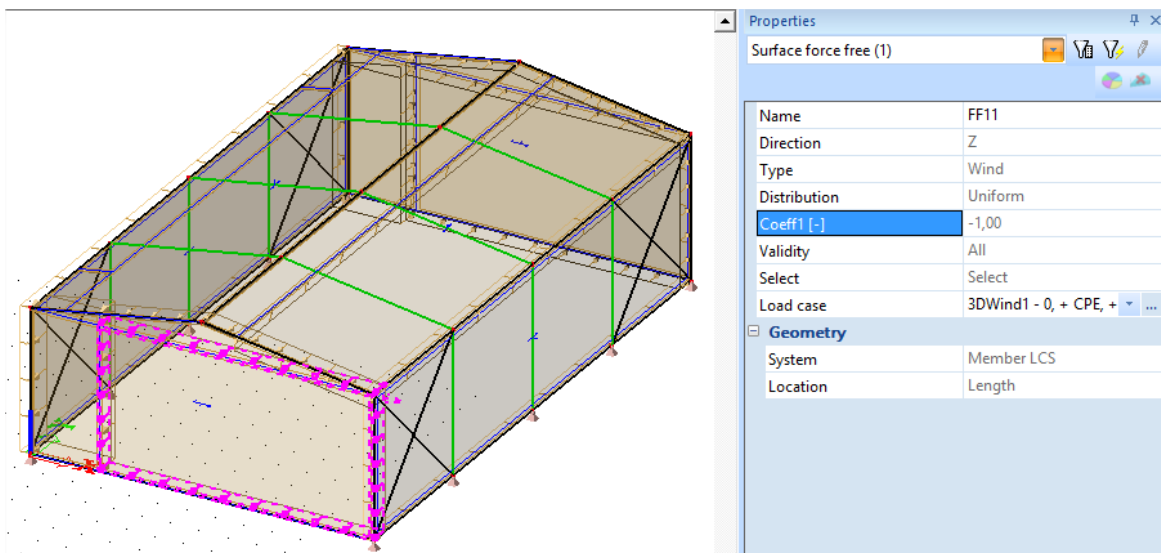 Properties
Surface force free (1)
Name FF11
Direction Z
Type Wind
Distribution Uniform
Coeff1 [-] -1,00
Validity All
Select Select
Load case 3DWind1 - 0, + CPE, + ...
Geometry
System Member LCS
Location Length